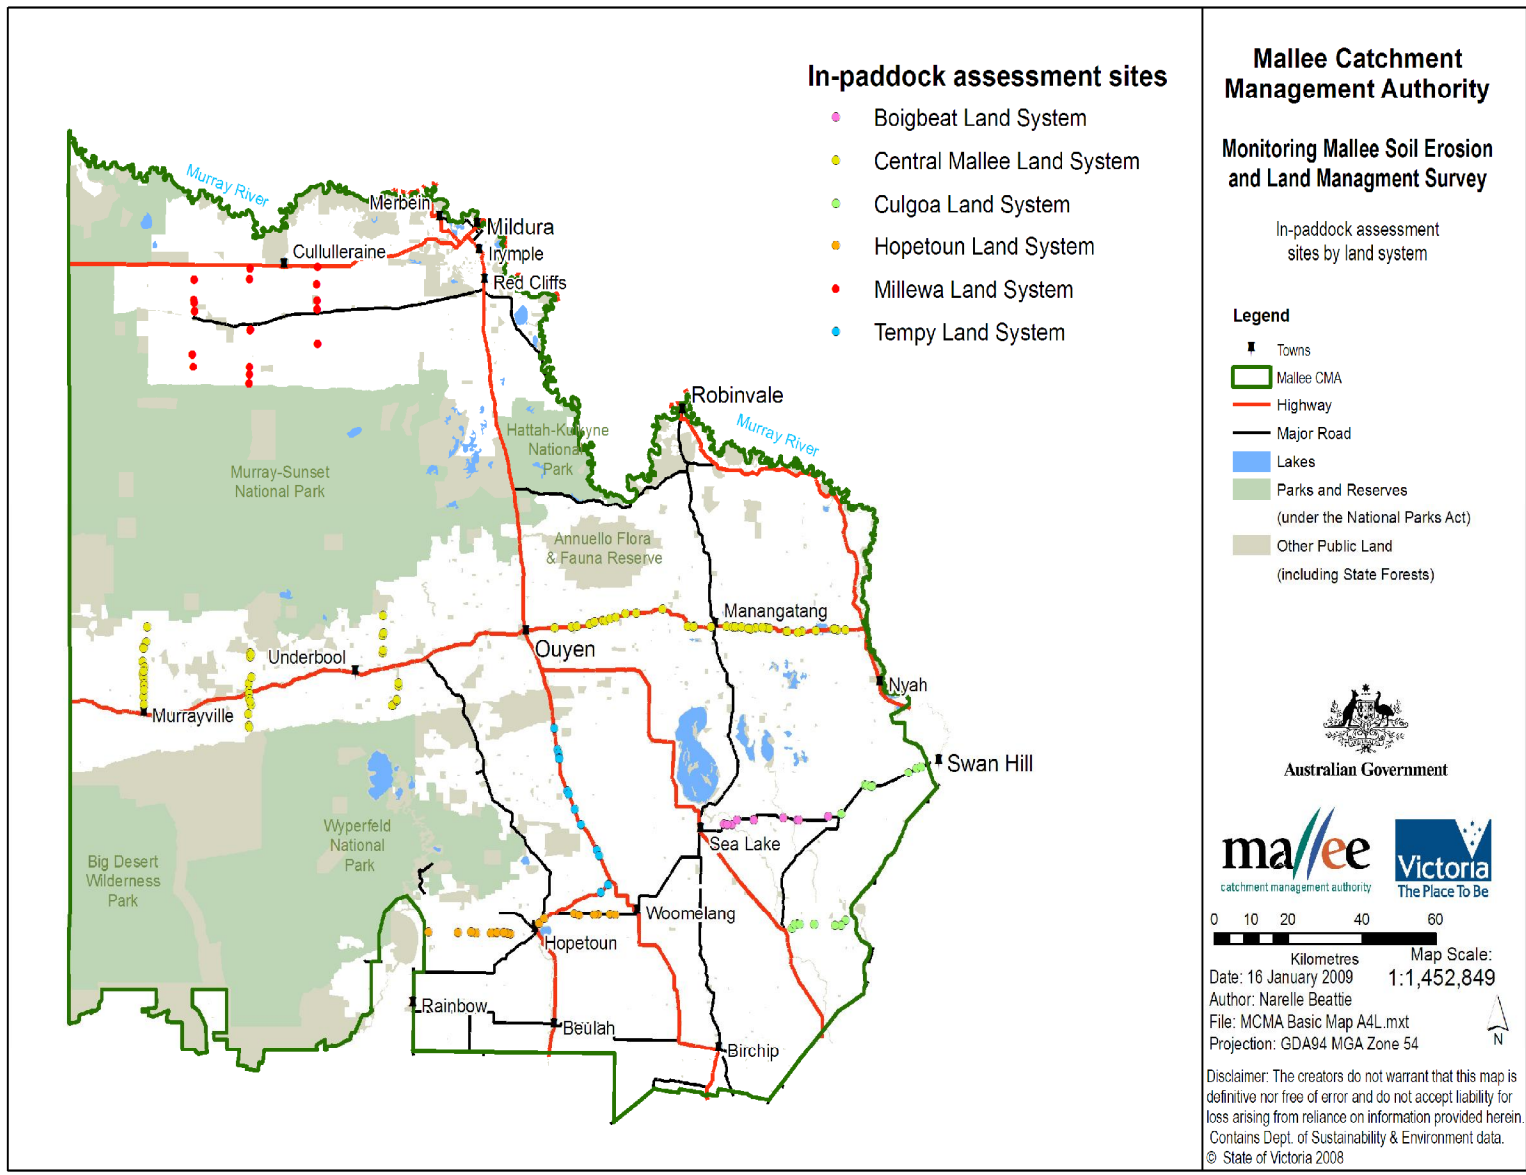 In-paddock assessment sites
Boigbeat Land System
Central Mallee Land System
Culgoa Land System
Hopetoun Land System
Millewa Land System
Tempy Land System
Murray River
Merbein
Mildura
Irymple
Cullulleraine
Red Cliffs
Robinvale
Murray River
Hattah-Kulkyne
National
Park
Murray-Sunset
National Park
Annuello Flora
& Fauna Reserve
Manangatang
Ouyen
Underbool
Nyah
Murrayville
Swan Hill
Wyperfeld
National
Park
Sea Lake
Big Desert
Wilderness
Park
Woomelang
Hopetoun
Rainbow
Beulah
Birchip
Mallee Catchment
Management Authority
Monitoring Mallee Soil Erosion
and Land Managment Survey
In-paddock assessment
sites by land system
Legend
Towns
Mallee CMA
Highway
Major Road
Lakes
Parks and Reserves
(under the National Parks Act)
Other Public Land
(including State Forests)
Australian Government
mallee
catchment management authority
Victoria
The Place To Be
0 10 20 40 60
Kilometres
Map Scale:
1:1,452,849
Date: 16 January 2009
Author: Narelle Beattie
File: MCMA Basic Map A4L.mxt
Projection: GDA94 MGA Zone 54
N
Disclaimer: The creators do not warrant that this map is
definitive nor free of error and do not accept liability for
loss arising from reliance on information provided herein.
Contains Dept. of Sustainability & Environment data.
© State of Victoria 2008